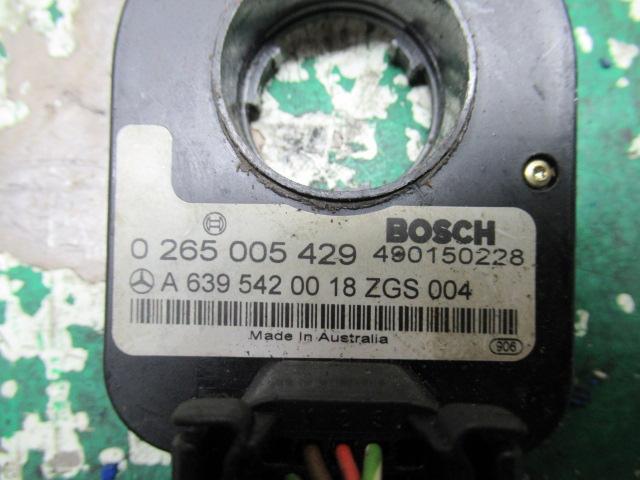 BOSCH
0 265 005 429 490150228
A 639 542 00 18 ZGS 004
Made In Australia
906